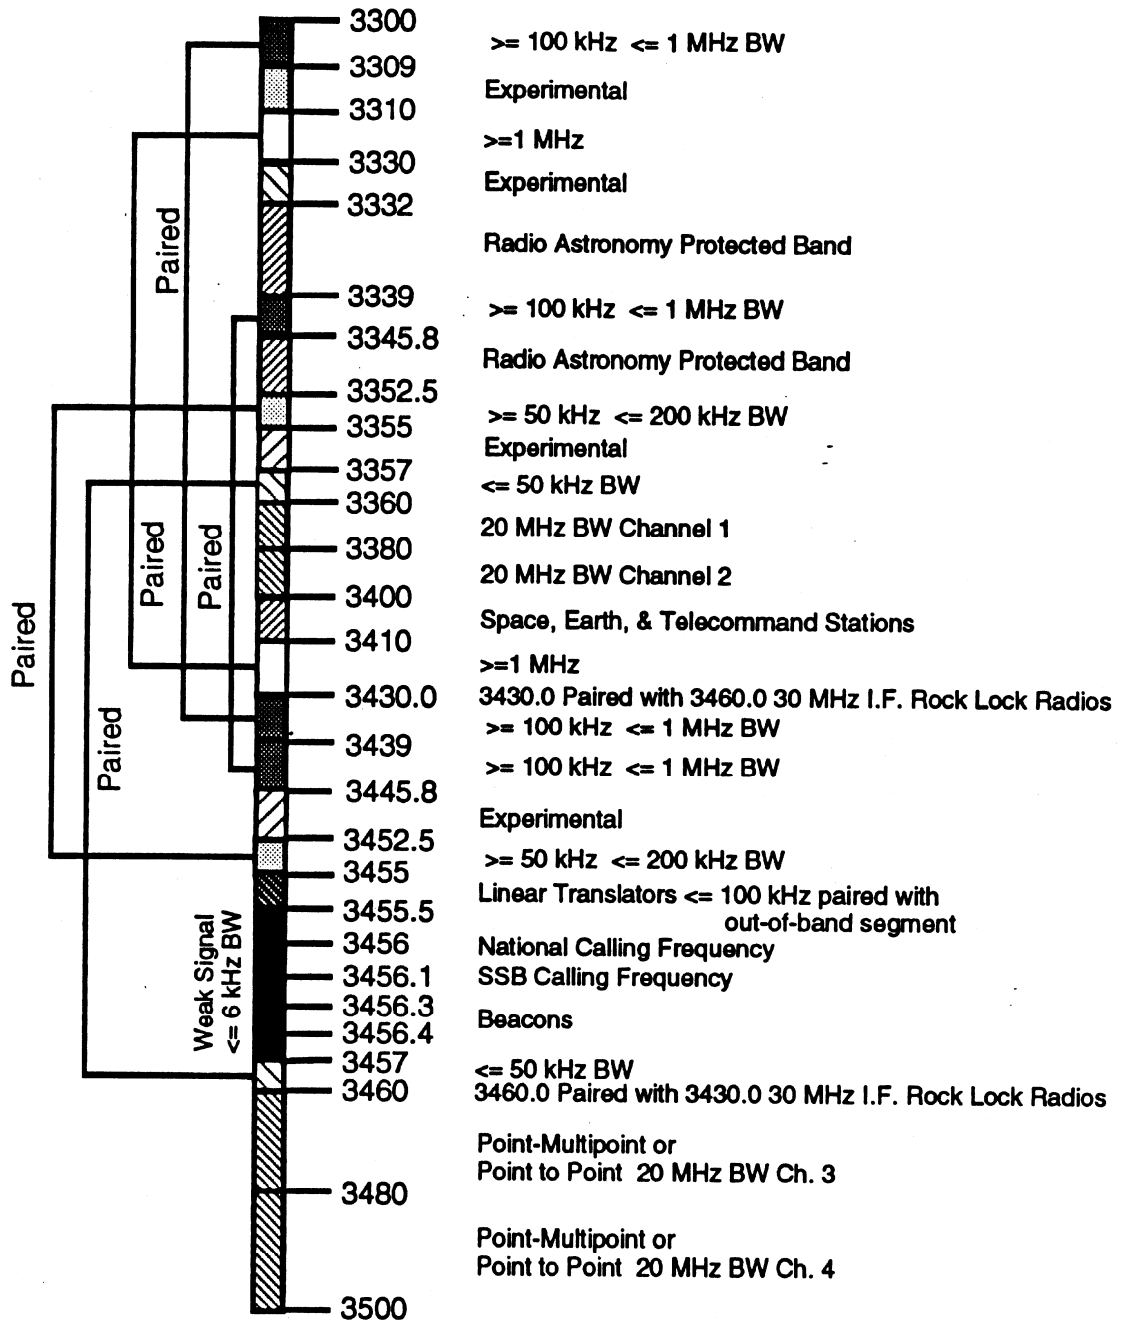 3300
>= 100 kHz <= 1 MHz BW
3309
Experimental
3310
>=1 MHz
3330
Experimental
3332
Radio Astronomy Protected Band
3339
>= 100 kHz <= 1 MHz BW
3345.8
Radio Astronomy Protected Band
3352.5
>= 50 kHz <= 200 kHz BW
3355
Experimental
3357
<= 50 kHz BW
3360
20 MHz BW Channel 1
3380
20 MHz BW Channel 2
3400
Space, Earth, & Telecommand Stations
3410
>=1 MHz
3430.0
3430.0 Paired with 3460.0 30 MHz I.F. Rock Lock Radios
>= 100 kHz <= 1 MHz BW
3439
>= 100 kHz <= 1 MHz BW
3445.8
Experimental
3452.5
>= 50 kHz <= 200 kHz BW
3455
Linear Translators <= 100 kHz paired with
out-of-band segment
3455.5
3456
National Calling Frequency
3456.1
SSB Calling Frequency
3456.3
Beacons
3456.4
3457
<= 50 kHz BW
3460
3460.0 Paired with 3430.0 30 MHz I.F. Rock Lock Radios
Point-Multipoint or
Point to Point 20 MHz BW Ch. 3
3480
Point-Multipoint or
Point to Point 20 MHz BW Ch. 4
3500
Paired
Paired
Paired
Paired
Paired
Weak Signal
<= 6 kHz BW